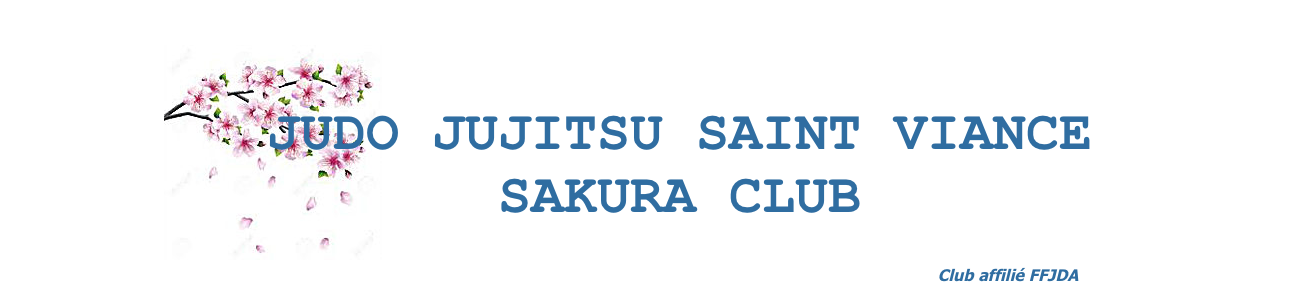 JUDO JUJITSU SAINT VIANCE
SAKURA CLUB
Club affilié FFJDA